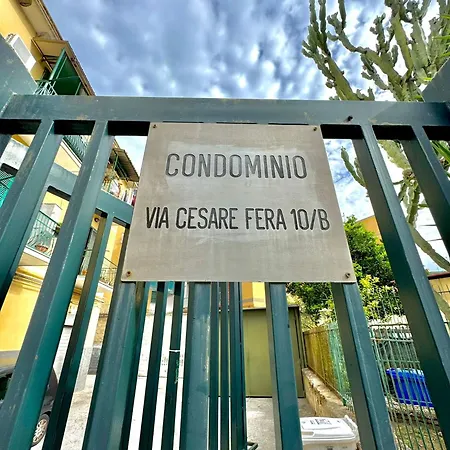 CONDOMINIO
VIA CESARE FERA 10/B